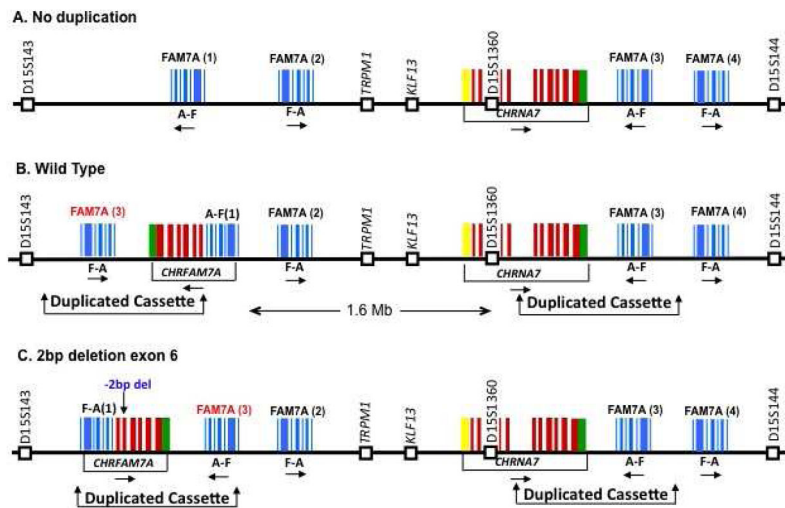 A. No duplication
D15S143
FAM7A (1)
FAM7A (2)
TRPM1
KLF13
D15S1360
FAM7A (3)
FAM7A (4)
D15S144
A-F
F-A
CHRNA7
A-F
F-A
B. Wild Type
D15S143
FAM7A (3)
A-F(1)
FAM7A (2)
TRPM1
KLF13
D15S1360
FAM7A (3)
FAM7A (4)
D15S144
F-A
CHRFAM7A
F-A
CHRNA7
A-F
F-A
Duplicated Cassette
1.6 Mb
Duplicated Cassette
C. 2bp deletion exon 6
D15S143
-2bp del
F-A(1)
FAM7A (3)
FAM7A (2)
TRPM1
KLF13
D15S1360
FAM7A (3)
FAM7A (4)
D15S144
CHRFAM7A
A-F
F-A
CHRNA7
A-F
F-A
Duplicated Cassette
Duplicated Cassette